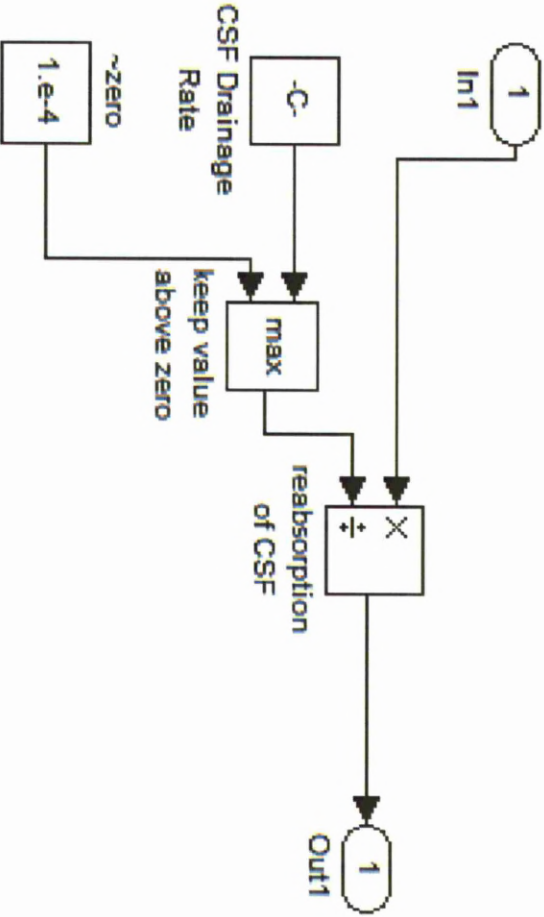 1
In1
-C-
CSF Drainage
Rate
1.e-4
~zero
max
keep value
above zero
×
÷
reabsorption
of CSF
1
Out1